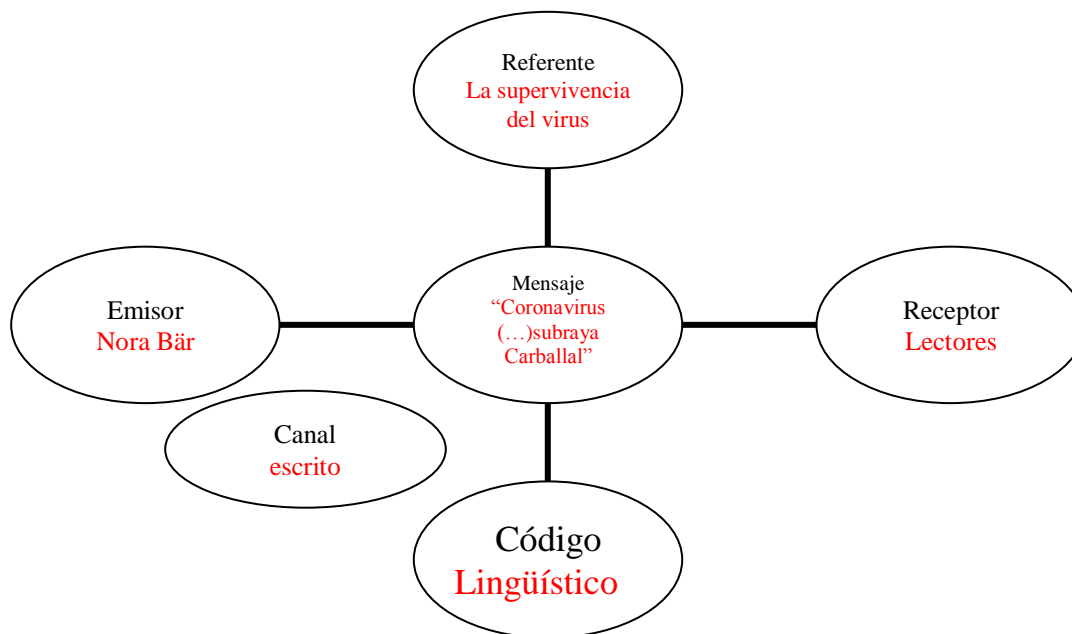 Referente
La supervivencia
del virus
Emisor
Nora Bär
Mensaje
“Coronavirus
(…)subraya
Carballal”
Receptor
Lectores
Canal
escrito
Código
Lingüístico